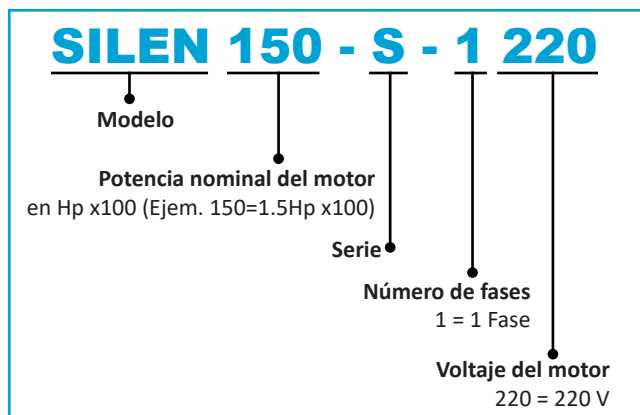 SILEN 150 - S - 1 220
Modelo
Potencia nominal del motor
en Hp x100 (Ejem. 150=1.5Hp x100)
Serie
Número de fases
1 = 1 Fase
Voltaje del motor
220 = 220 V